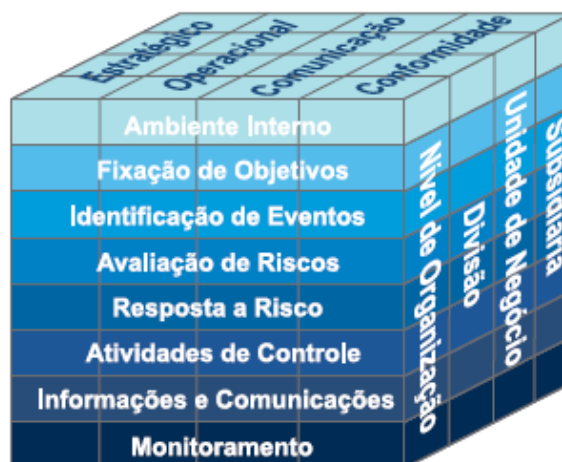 Estratégico
Operacional
Comunicação
Conformidade
Ambiente Interno
Fixação de Objetivos
Identificação de Eventos
Avaliação de Riscos
Resposta a Risco
Atividades de Controle
Informações e Comunicações
Monitoramento
Nível de Organização
Divisão
Unidade de Negócio
Subsidiaria